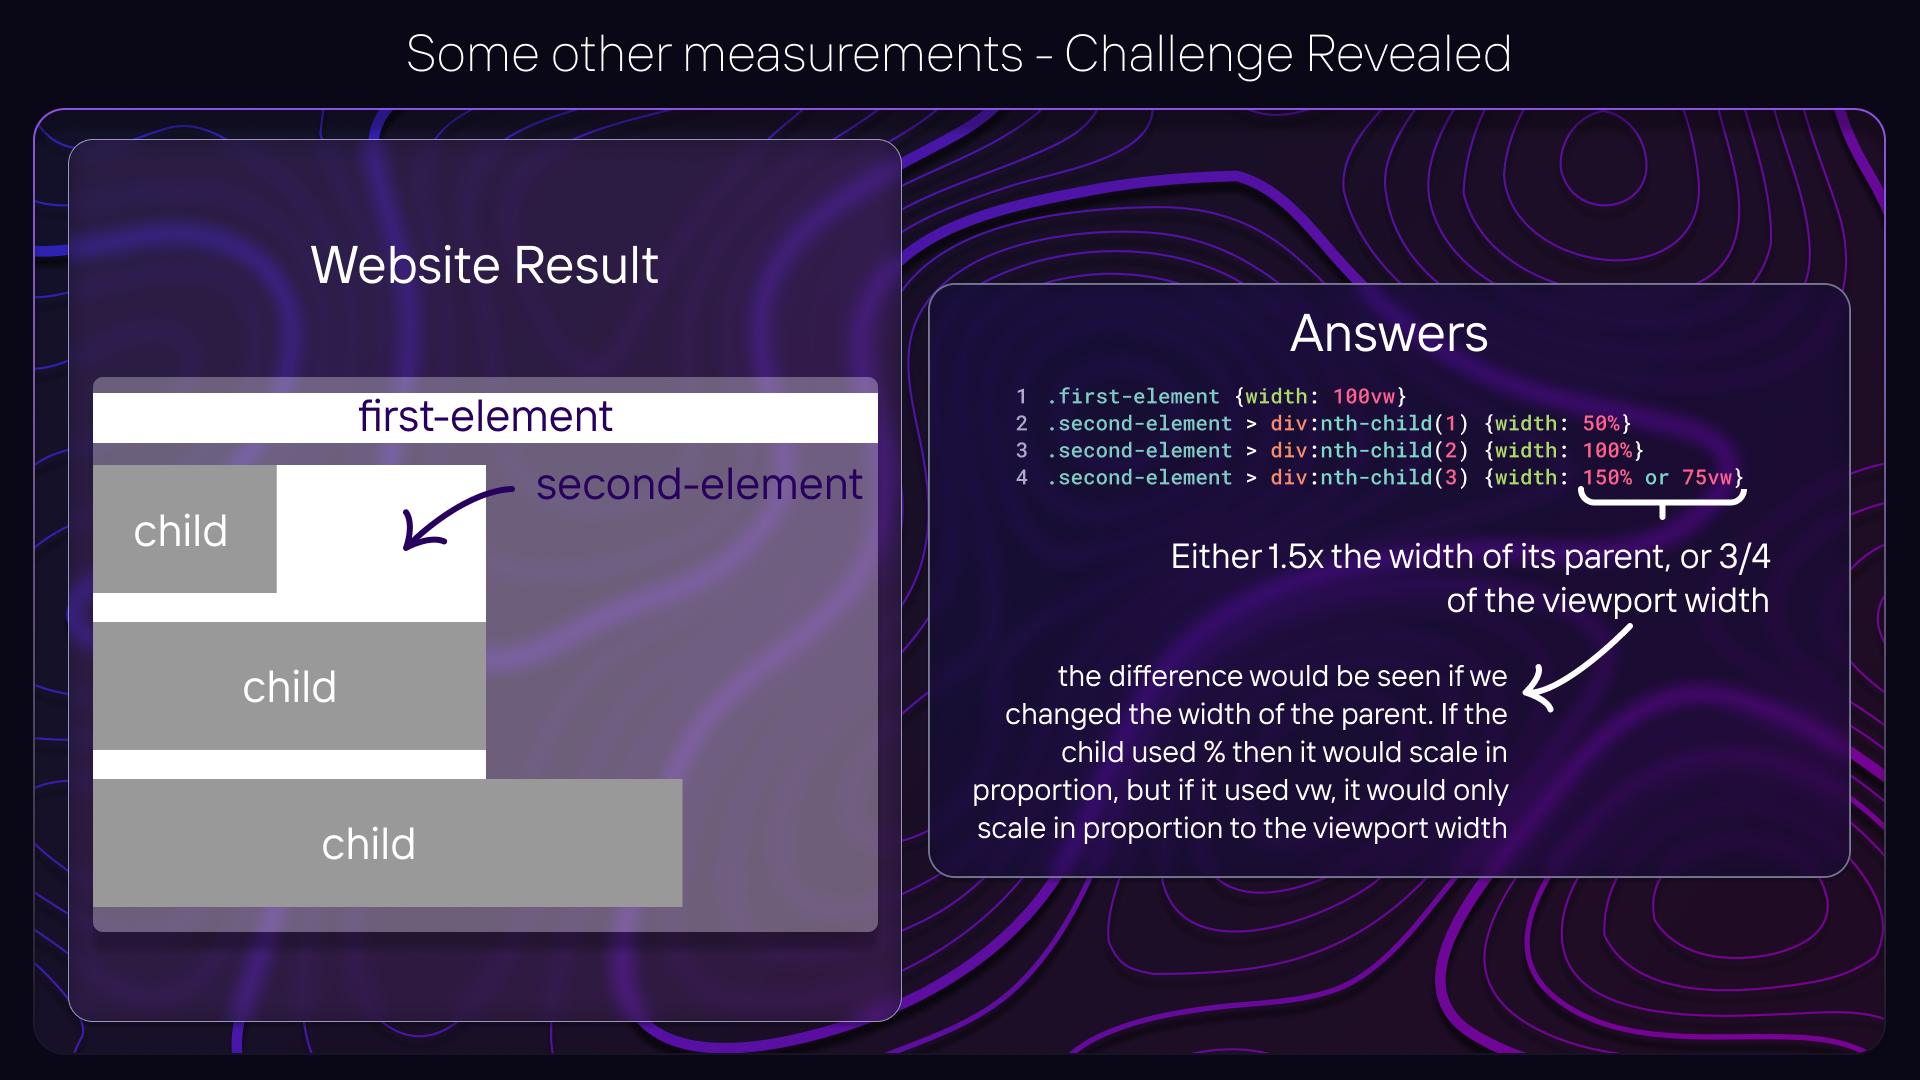 Some other measurements - Challenge Revealed
Website Result
first-element
second-element
child
child
child
Answers
1 .first-element {width: 100vw}
2 .second-element > div:nth-child(1) {width: 50%}
3 .second-element > div:nth-child(2) {width: 100%}
4 .second-element > div:nth-child(3) {width: 150% or 75vw}
Either 1.5x the width of its parent, or 3/4
of the viewport width
the difference would be seen if we
changed the width of the parent. If the
child used % then it would scale in
proportion, but if it used vw, it would only
scale in proportion to the viewport width